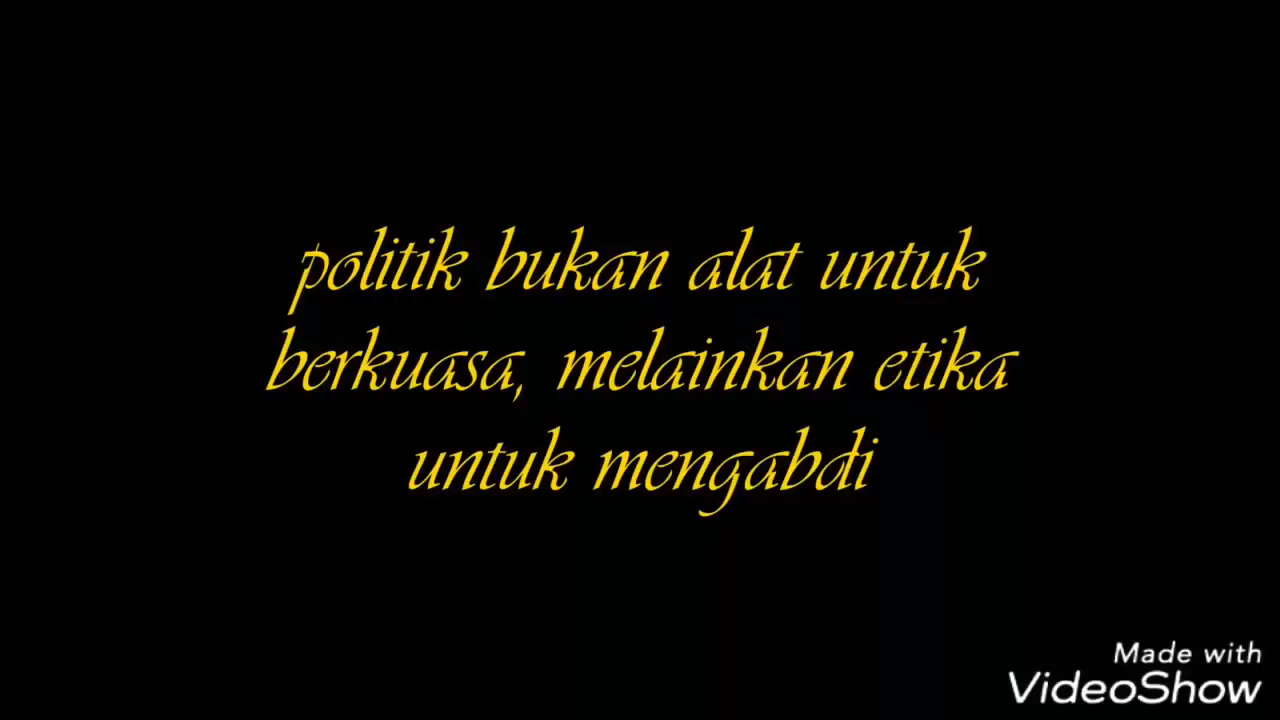 politik bukan alat untuk
berkuasa, melainkan etika
untuk mengabdi
Made with
VideoShow